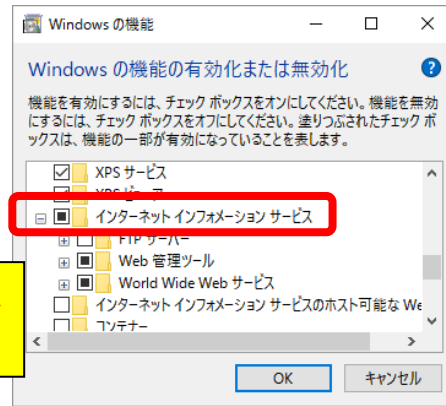 Windows の機能
Windows の機能の有効化または無効化
機能を有効にするには、チェック ボックスをオンにしてください。機能を無効
にするには、チェック ボックスをオフにしてください。塗りつぶされたチェック ボ
ックスは、機能の一部が有効になっていることを表します。
XPS サービス
XPS ビューア
インターネット インフォメーション サービス
FTP サーバー
Web 管理ツール
World Wide Web サービス
インターネット インフォメーション サービスのホスト可能な We
コンテナー
OK
キャンセル